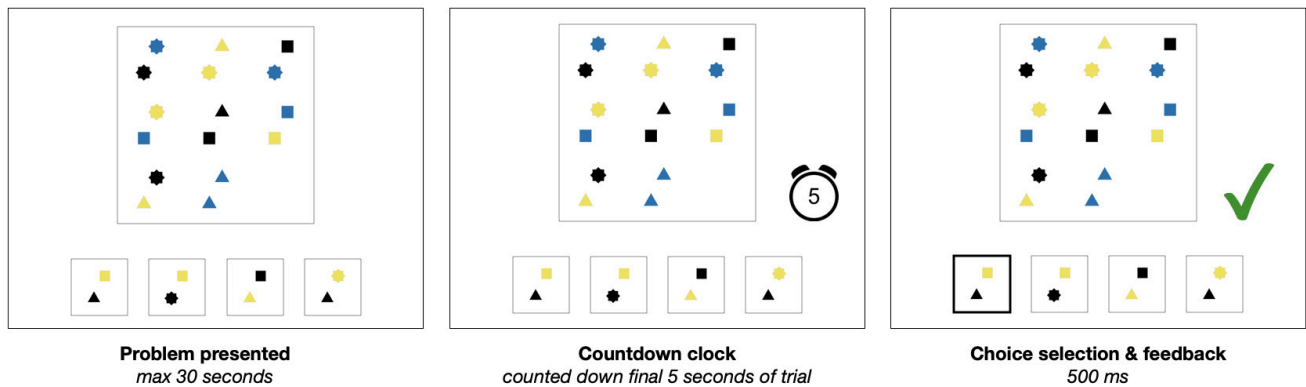 5
Problem presented
max 30 seconds
Countdown clock
counted down final 5 seconds of trial
Choice selection & feedback
500 ms